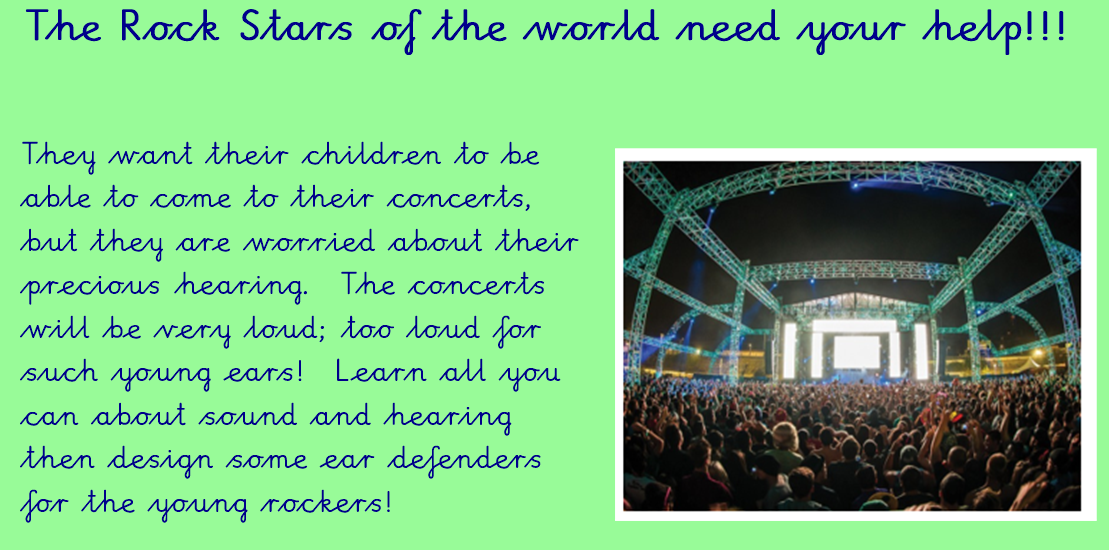 The Rock Stars of the world need your help!!!
They want their children to be
able to come to their concerts,
but they are worried about their
precious hearing. The concerts
will be very loud; too loud for
such young ears! Learn all you
can about sound and hearing
then design some ear defenders
for the young rockers!